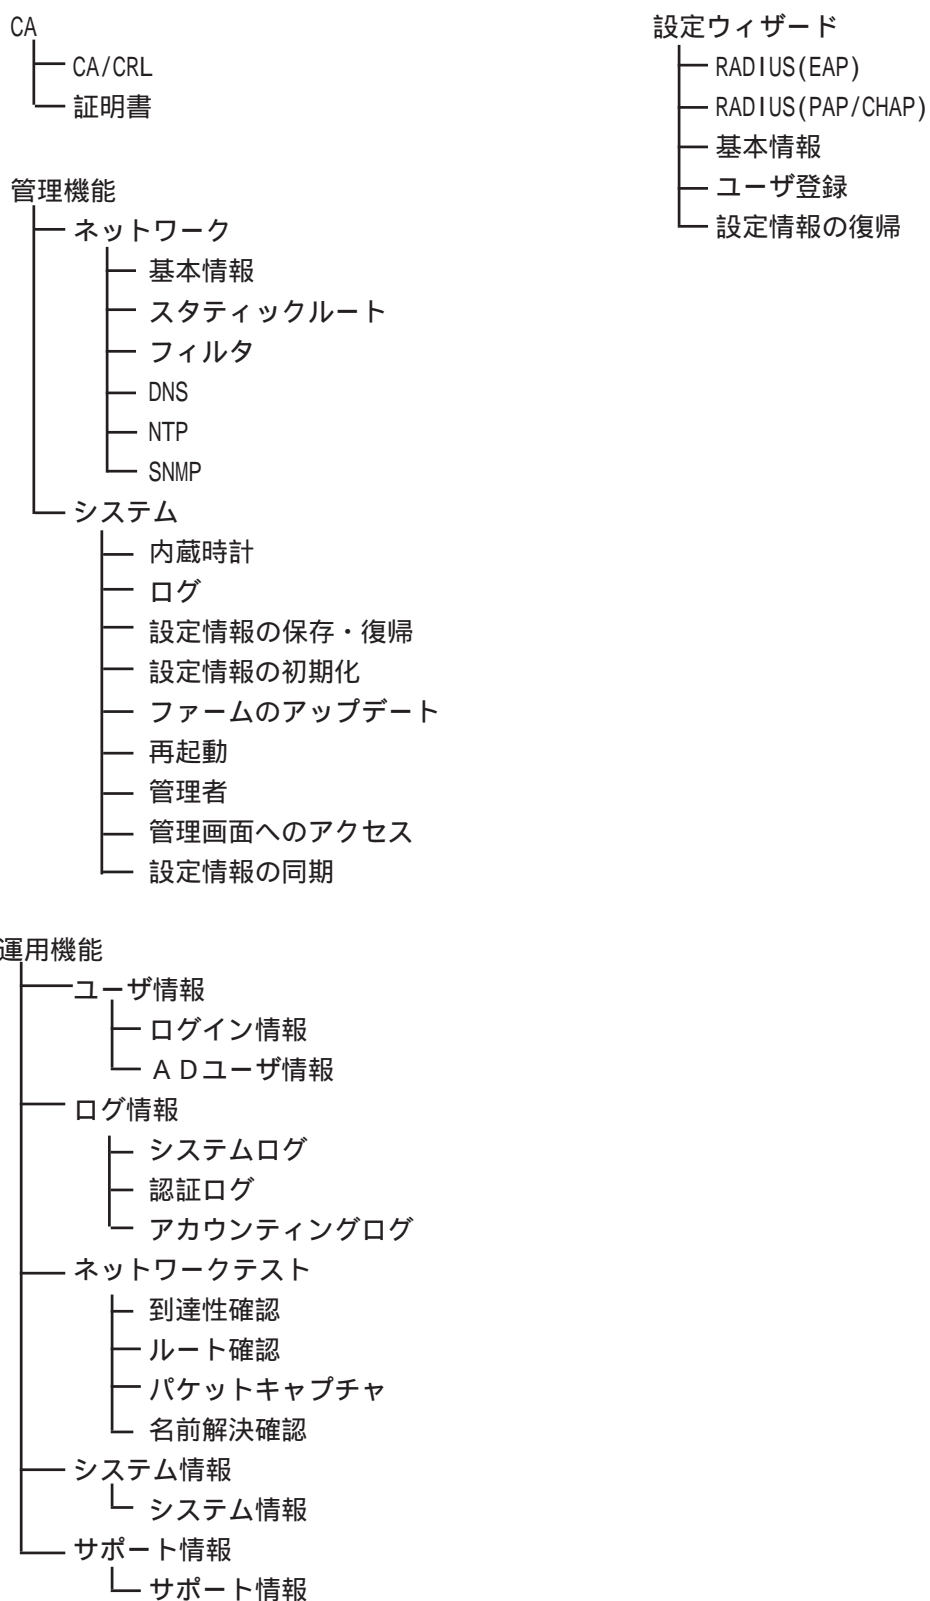 CA
CA/CRL
証明書
管理機能
ネットワーク
基本情報
スタティックルート
フィルタ
DNS
NTP
SNMP
システム
内蔵時計
ログ
設定情報の保存・復帰
設定情報の初期化
ファームのアップデート
再起動
管理者
管理画面へのアクセス
設定情報の同期
運用機能
ユーザ情報
ログイン情報
ＡＤユーザ情報
ログ情報
システムログ
認証ログ
アカウンティングログ
ネットワークテスト
到達性確認
ルート確認
パケットキャプチャ
名前解決確認
システム情報
システム情報
サポート情報
サポート情報
設定ウィザード
RADIUS(EAP)
RADIUS(PAP/CHAP)
基本情報
ユーザ登録
設定情報の復帰